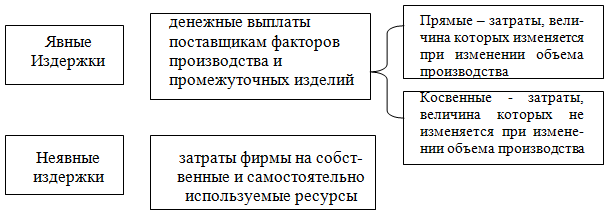 Явные
Издержки
денежные выплаты
поставщикам факторов
производства и
промежуточных изделий
Прямые – затраты, вели-
чина которых изменяется
при изменении объема
производства
Косвенные - затраты,
величина которых не
изменяется при измене-
нии объема производства
Неявные
издержки
затраты фирмы на собст-
венные и самостоятельно
используемые ресурсы